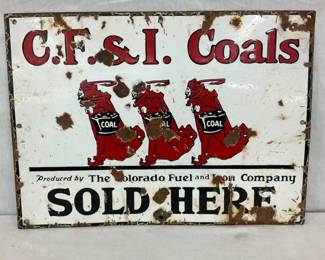 C.F.&I. Coals
COAL COAL COAL
Produced by The Colorado Fuel and Iron Company
SOLD HERE